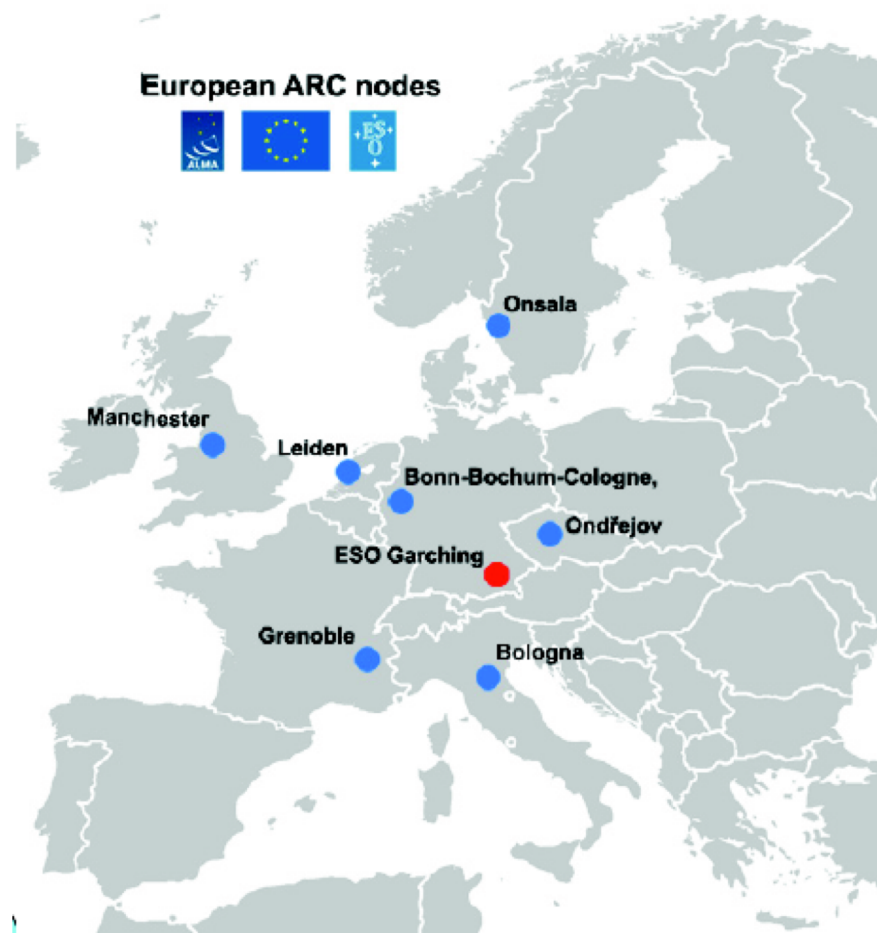 European ARC nodes
ALMA
ES
O
Onsala
Manchester
Leiden
Bonn-Bochum-Cologne,
Ondřejov
ESO Garching
Grenoble
Bologna